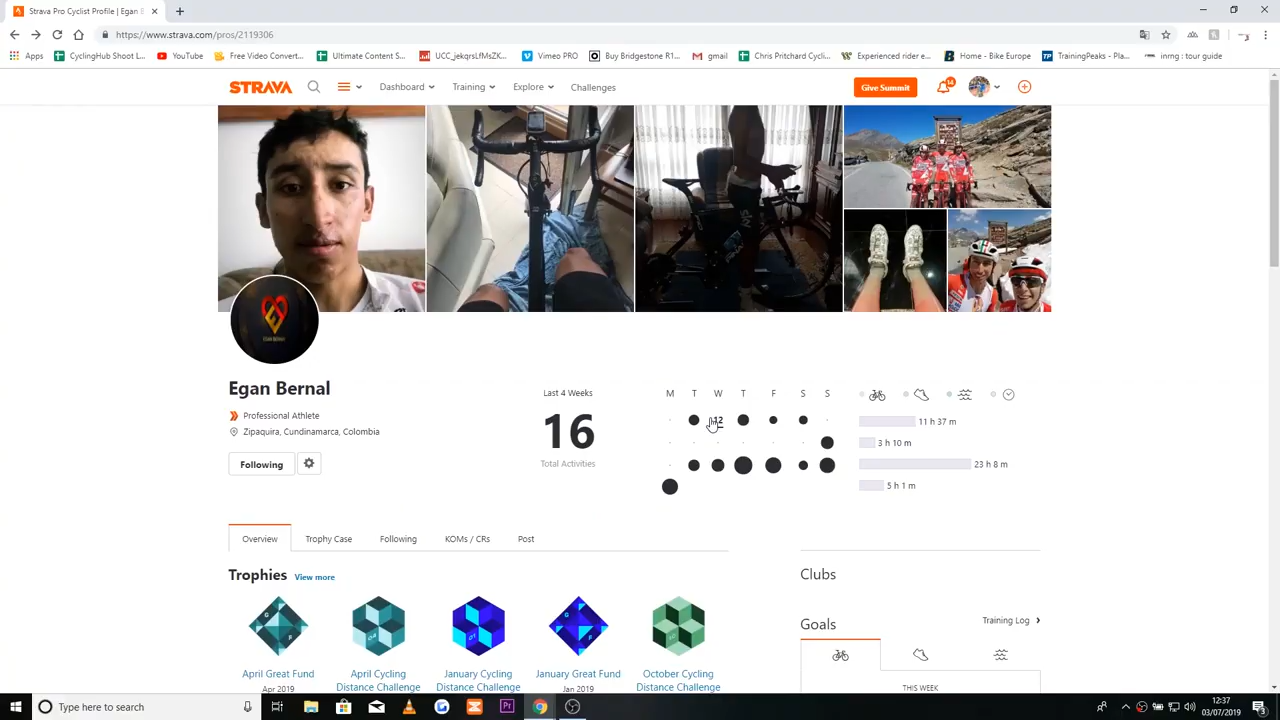 Strava Pro Cyclist Profile | Egan B
https://www.strava.com/pros/2119306
Apps
CyclingHub Shoot L...
YouTube
Free Video Convert...
Ultimate Content S...
UCC_jekqrsLfMsZK...
Vimeo PRO
Buy Bridgestone R1...
gmail
Chris Pritchard Cycl...
Experienced rider e...
Home - Bike Europe
TrainingPeaks - Pla...
: tour guide
STRAVA
Dashboard
Training
Explore
Challenges
Give Summit
14
Egan Bernal
Professional Athlete
Zipaquira, Cundinamarca, Colombia
Following
Last 4 Weeks
16
Total Activities
M T W T F S S
12
11 h 37 m
3 h 10 m
23 h 8 m
5 h 1 m
Overview
Trophy Case
Following
KOMs / CRs
Post
Trophies View more
April Great Fund
Apr 2019
April Cycling
Distance Challenge
January Cycling
Distance Challenge
January Great Fund
Jan 2019
October Cycling
Distance Challenge
Clubs
Goals
Training Log
THIS WEEK
Type here to search
12:37
03/07/2019